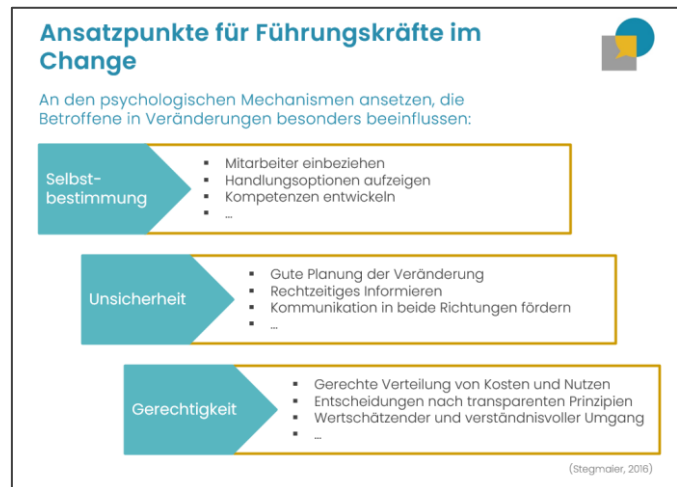 Ansatzpunkte für Führungskräfte im
Change
An den psychologischen Mechanismen ansetzen, die
Betroffene in Veränderungen besonders beeinflussen:
Selbst-
bestimmung
▪ Mitarbeiter einbeziehen
▪ Handlungsoptionen aufzeigen
▪ Kompetenzen entwickeln
▪ ...
Unsicherheit
▪ Gute Planung der Veränderung
▪ Rechtzeitiges Informieren
▪ Kommunikation in beide Richtungen fördern
▪ ...
Gerechtigkeit
▪ Gerechte Verteilung von Kosten und Nutzen
▪ Entscheidungen nach transparenten Prinzipien
▪ Wertschätzender und verständnisvoller Umgang
▪ ...
(Stegmaier, 2016)